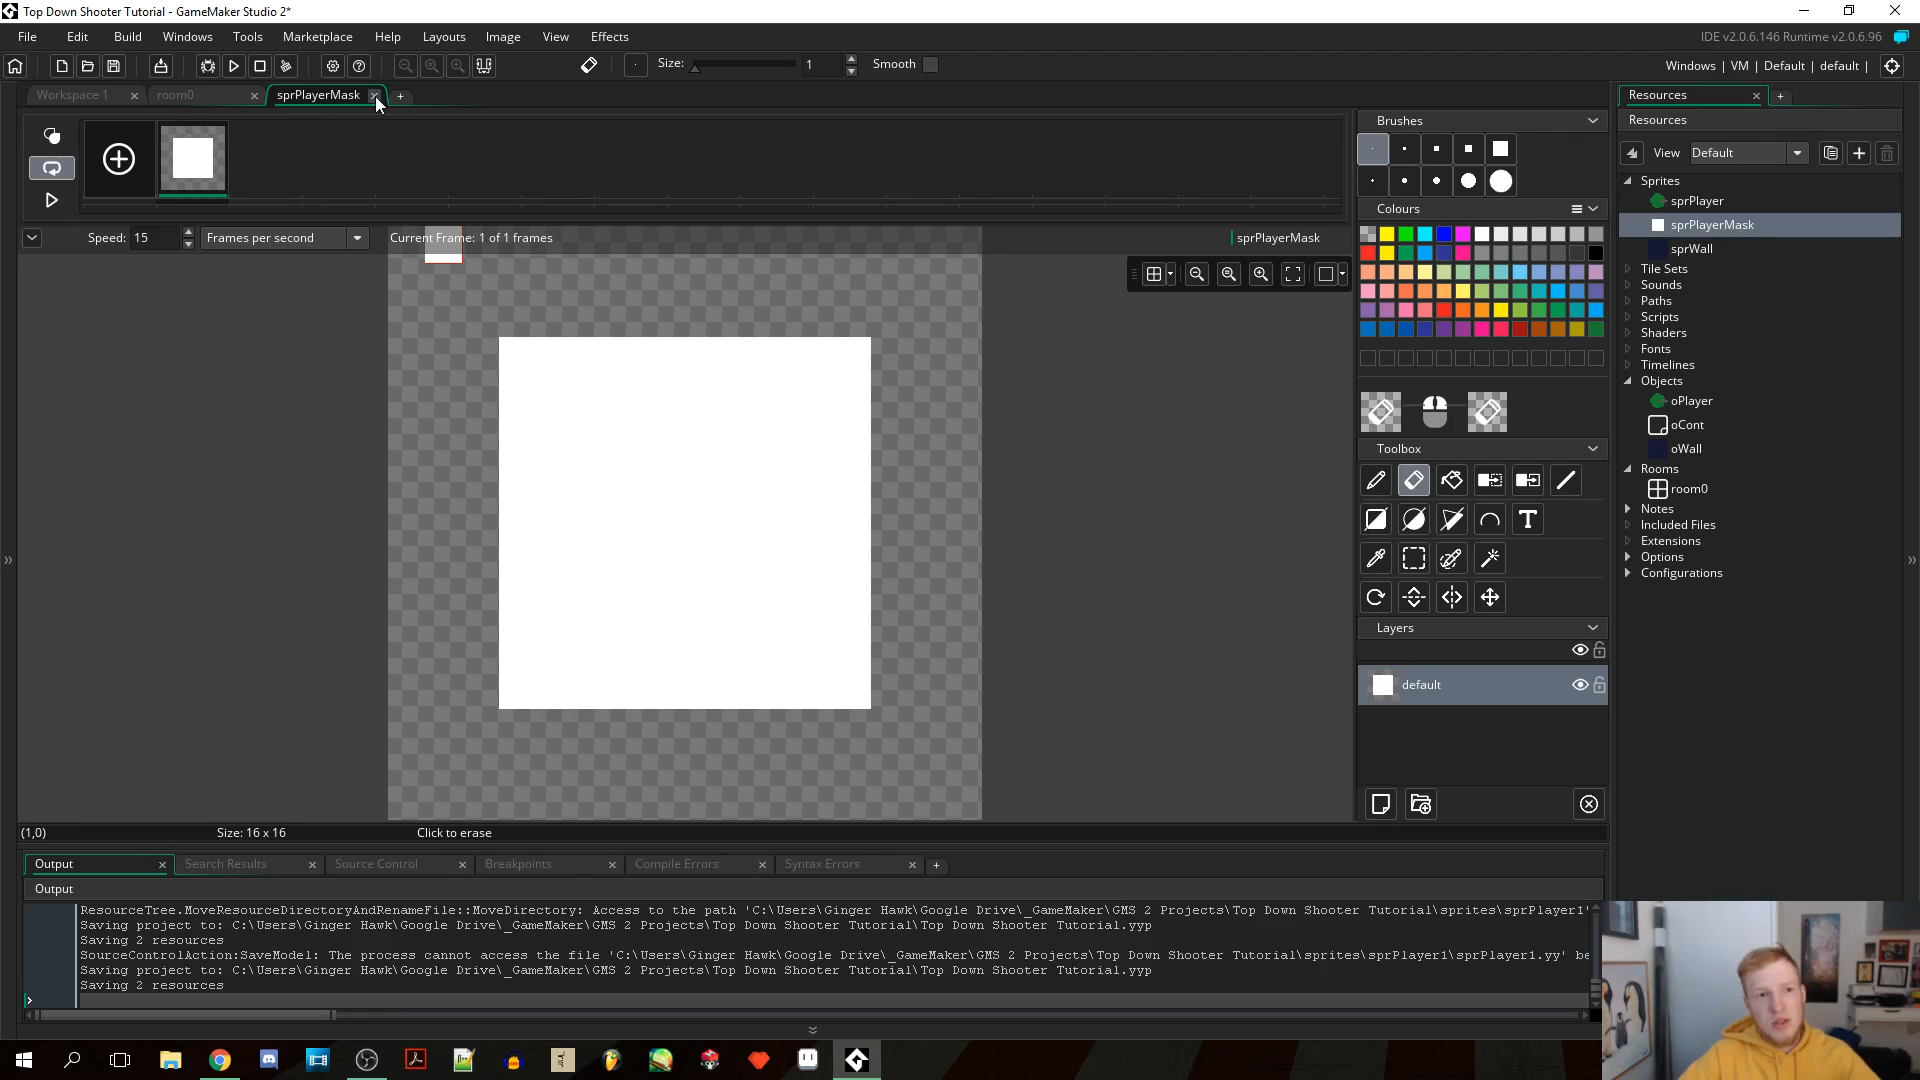 Top Down Shooter Tutorial - GameMaker Studio 2*
File Edit Build Windows Tools Marketplace Help Layouts Image View Effects
IDE v2.0.6.146 Runtime v2.0.6.96
Size: 1 Smooth
Windows | VM | Default | default |
Workspace 1 room0 sprPlayerMask
Speed: 15 Frames per second Current Frame: 1 of 1 frames sprPlayerMask
Brushes
Colours
Toolbox
T
Layers
default
Resources
Resources
View Default
Sprites
sprPlayer
sprPlayerMask
sprWall
Tile Sets
Sounds
Paths
Scripts
Shaders
Fonts
Timelines
Objects
oPlayer
oCont
oWall
Rooms
room0
Notes
Included Files
Extensions
Options
Configurations
(1,0) Size: 16 x 16 Click to erase
Output Search Results Source Control Breakpoints Compile Errors Syntax Errors
Output
ResourceTree.MoveResourceDirectoryAndRenameFile::MoveDirectory: Access to the path 'C:\Users\Ginger Hawk\Google Drive\_GameMaker\GMS 2 Projects\Top Down Shooter Tutorial\sprites\sprPlayer1'
Saving project to: C:\Users\Ginger Hawk\Google Drive\_GameMaker\GMS 2 Projects\Top Down Shooter Tutorial\Top Down Shooter Tutorial.yyp
Saving 2 resources
SourceControlAction:SaveModel: The process cannot access the file 'C:\Users\Ginger Hawk\Google Drive\_GameMaker\GMS 2 Projects\Top Down Shooter Tutorial\sprites\sprPlayer1\sprPlayer1.yy' be
Saving project to: C:\Users\Ginger Hawk\Google Drive\_GameMaker\GMS 2 Projects\Top Down Shooter Tutorial\Top Down Shooter Tutorial.yyp
Saving 2 resources